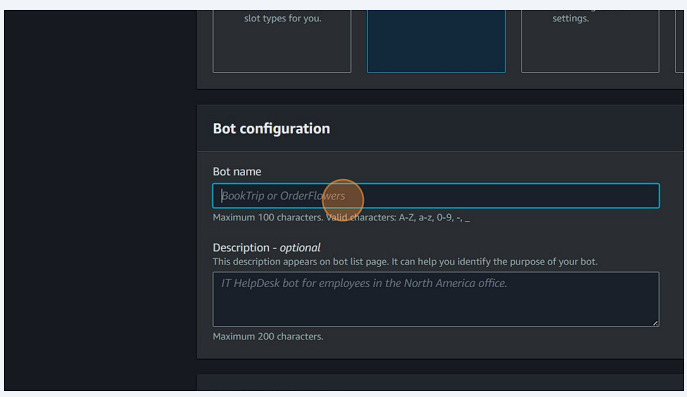 slot types for you.
settings.
Bot configuration
Bot name
BookTrip or OrderFlowers
Maximum 100 characters. Valid characters: A-Z, a-z, 0-9, -, _
Description - optional
This description appears on bot list page. It can help you identify the purpose of your bot.
IT HelpDesk bot for employees in the North America office.
Maximum 200 characters.